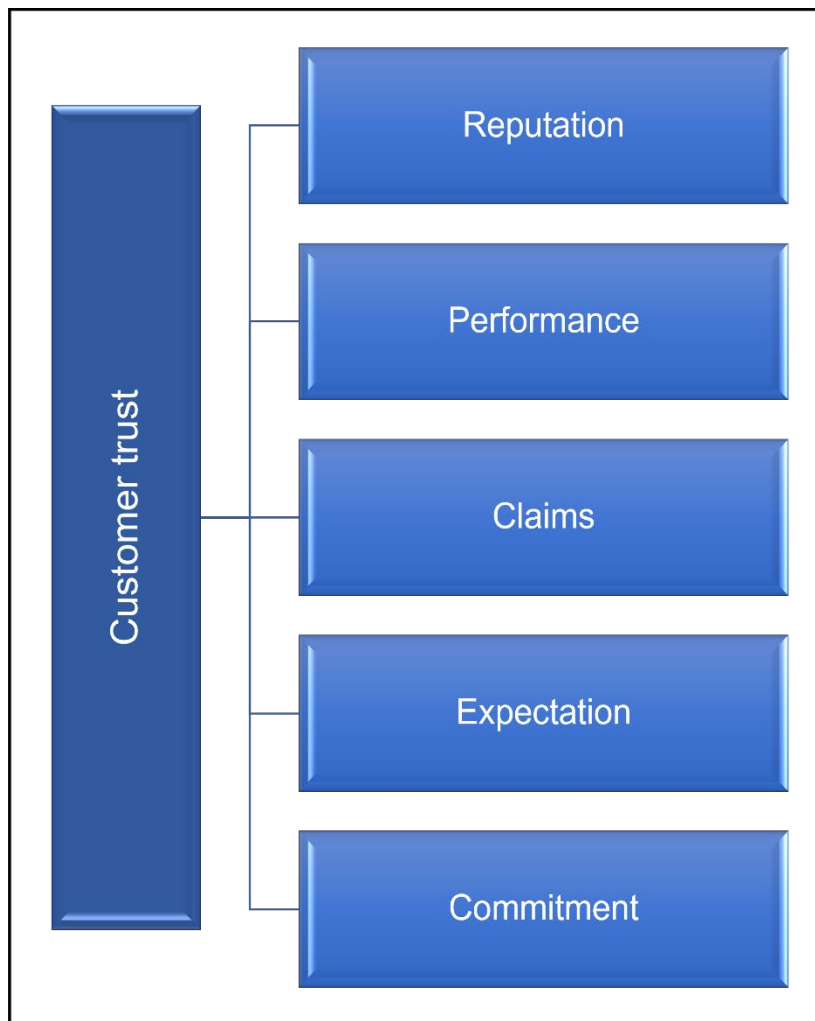 Customer trust
Reputation
Performance
Claims
Expectation
Commitment